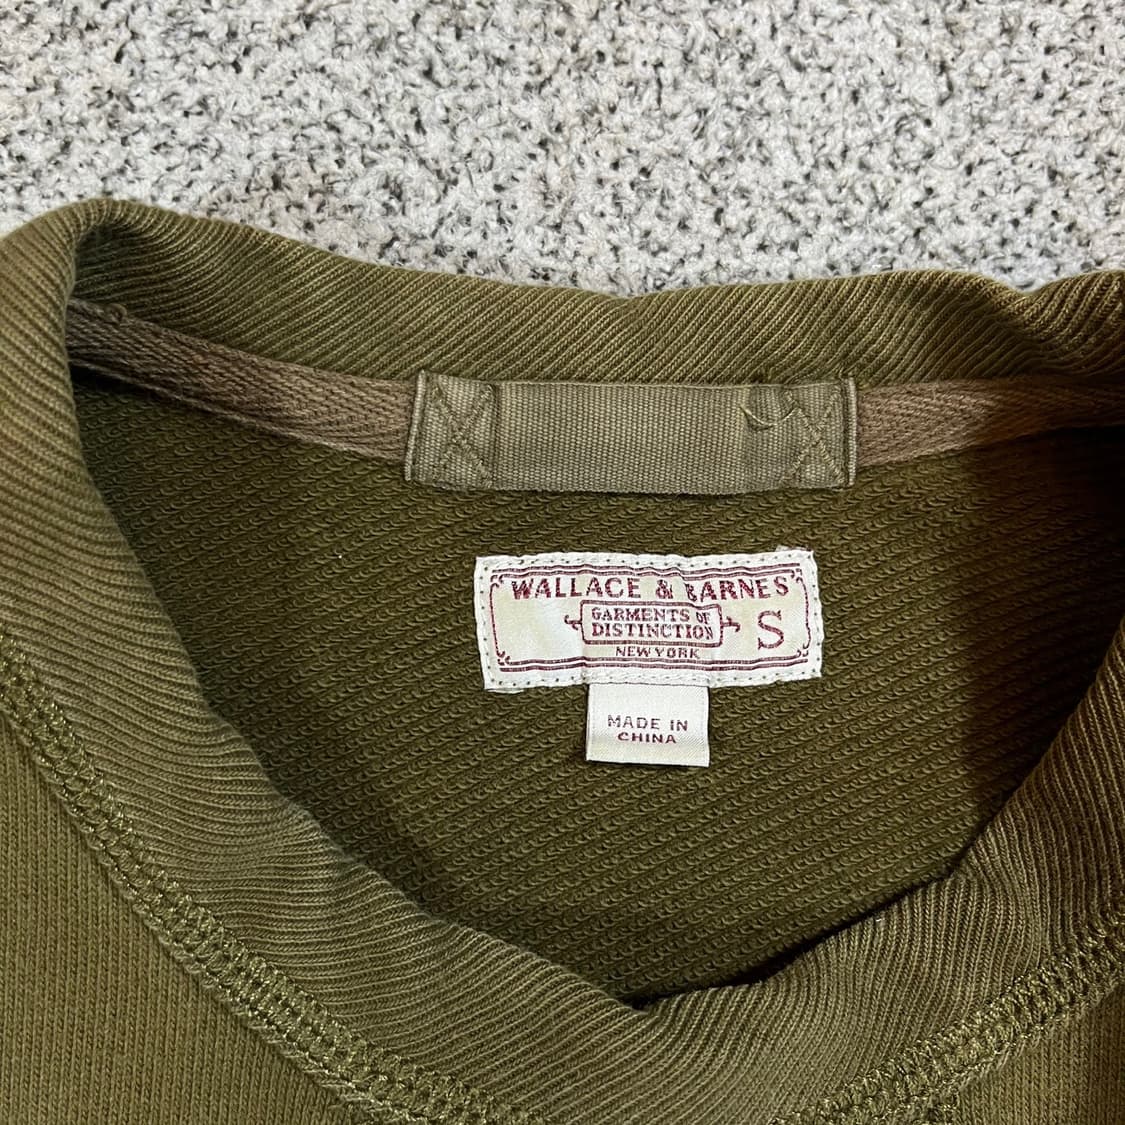 WALLACE & BARNES
GARMENTS OF
DISTINCTION
S
NEW YORK
MADE IN
CHINA